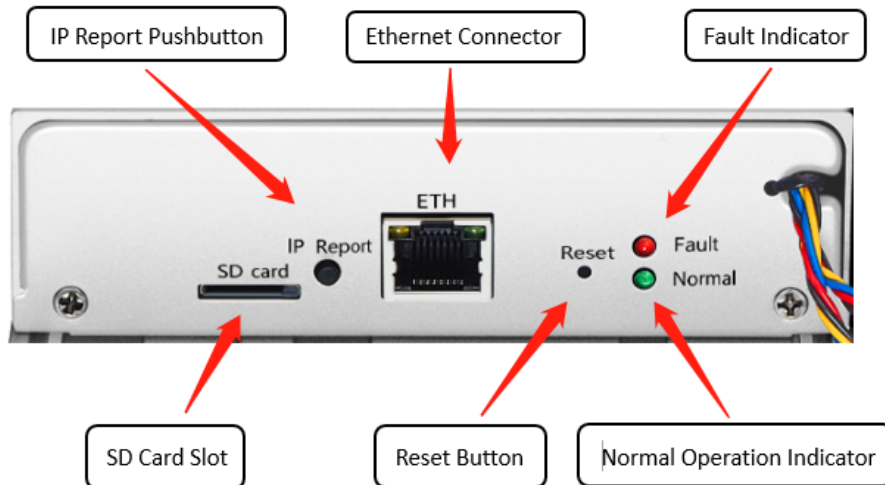 IP Report Pushbutton
Ethernet Connector
Fault Indicator
ETH
IP Report
SD card
Reset
Fault
Normal
SD Card Slot
Reset Button
Normal Operation Indicator